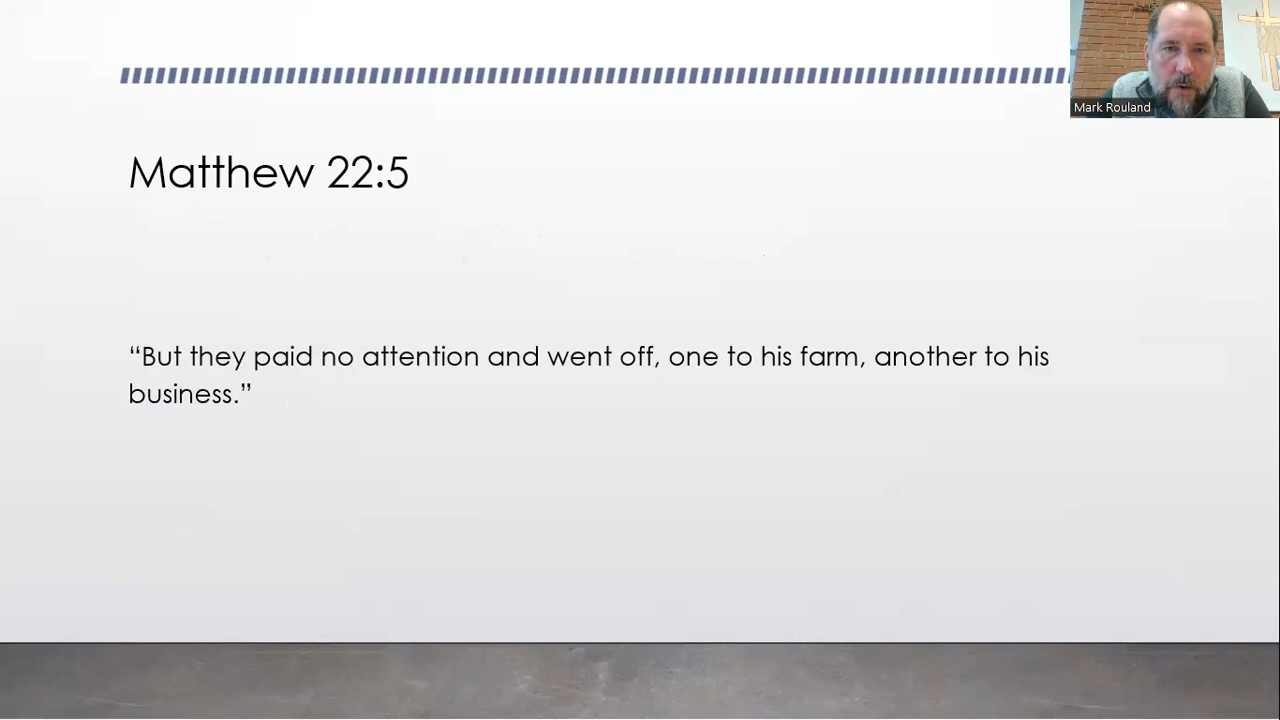 Mark Rouland
Matthew 22:5
“But they paid no attention and went off, one to his farm, another to his
business.”